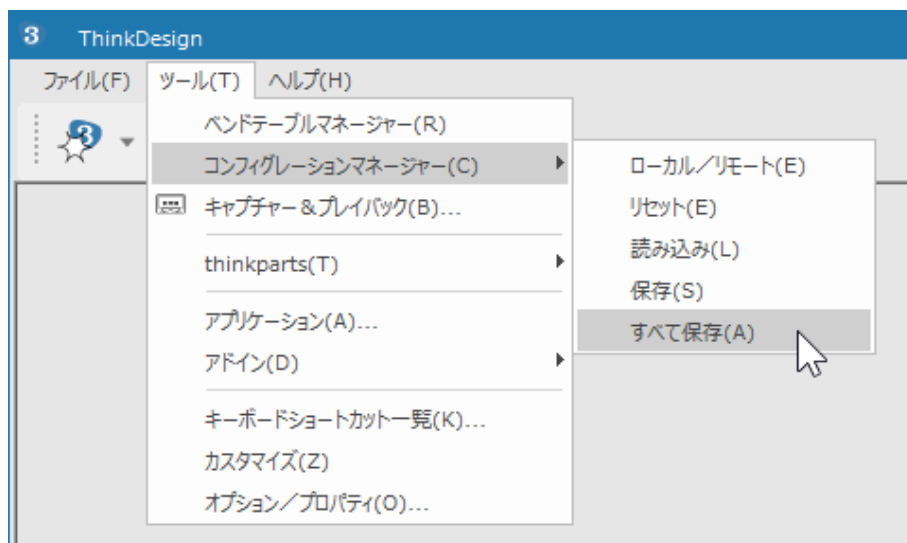 3 ThinkDesign
ファイル(F) ツール(T) ヘルプ(H)
3
ベンドテーブルマネージャー(R)
コンフィグレーションマネージャー(C)
キャプチャー&プレイバック(B)...
thinkparts(T)
アプリケーション(A)...
アドイン(D)
キーボードショートカット一覧(K)...
カスタマイズ(Z)
オプション/プロパティ(O)...
ローカル/リモート(E)
リセット(E)
読み込み(L)
保存(S)
すべて保存(A)